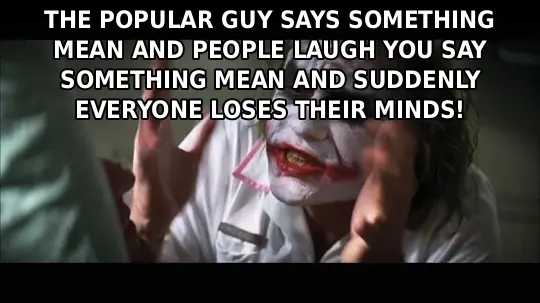 THE POPULAR GUY SAYS SOMETHING
MEAN AND PEOPLE LAUGH YOU SAY
SOMETHING MEAN AND SUDDENLY
EVERYONE LOSES THEIR MINDS!